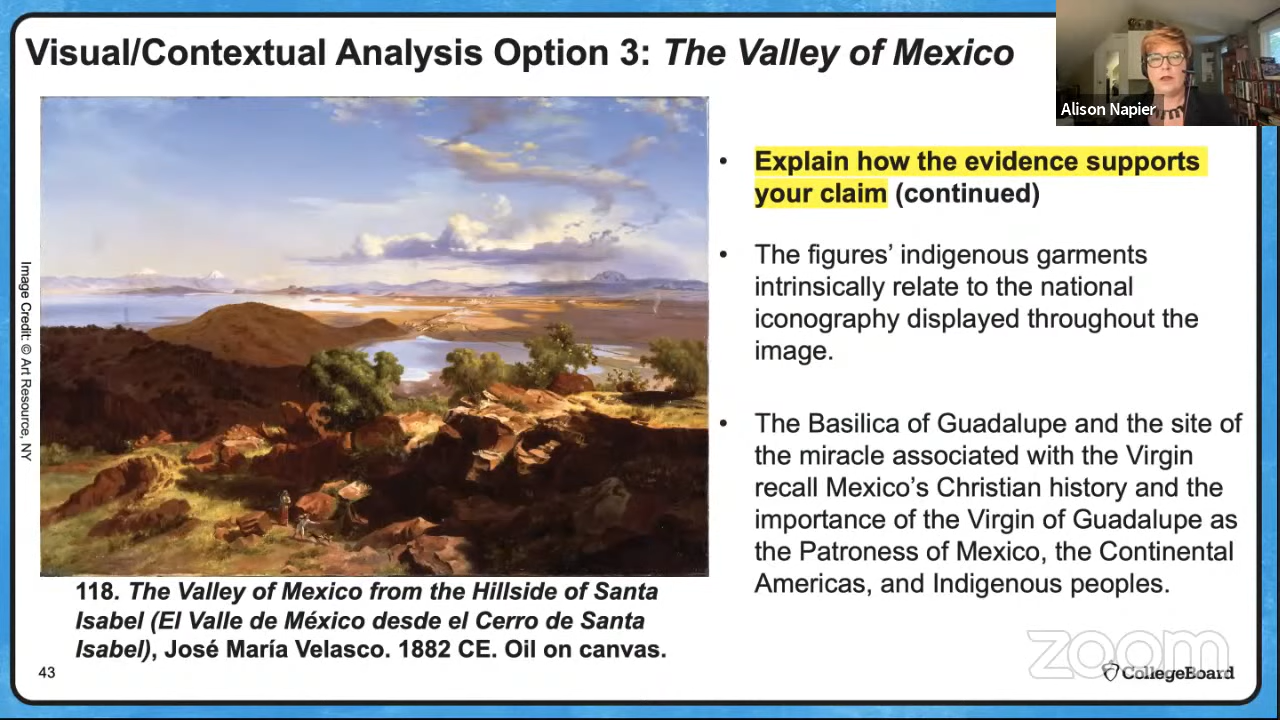 Visual/Contextual Analysis Option 3: The Valley of Mexico
Alison Napier
Image Credit: © Art Resource, NY
• Explain how the evidence supports
your claim (continued)
• The figures’ indigenous garments
intrinsically relate to the national
iconography displayed throughout the
image.
• The Basilica of Guadalupe and the site of
the miracle associated with the Virgin
recall Mexico’s Christian history and the
importance of the Virgin of Guadalupe as
the Patroness of Mexico, the Continental
Americas, and Indigenous peoples.
118. The Valley of Mexico from the Hillside of Santa
Isabel (El Valle de México desde el Cerro de Santa
Isabel), José María Velasco. 1882 CE. Oil on canvas.
43
zoom
CollegeBoard